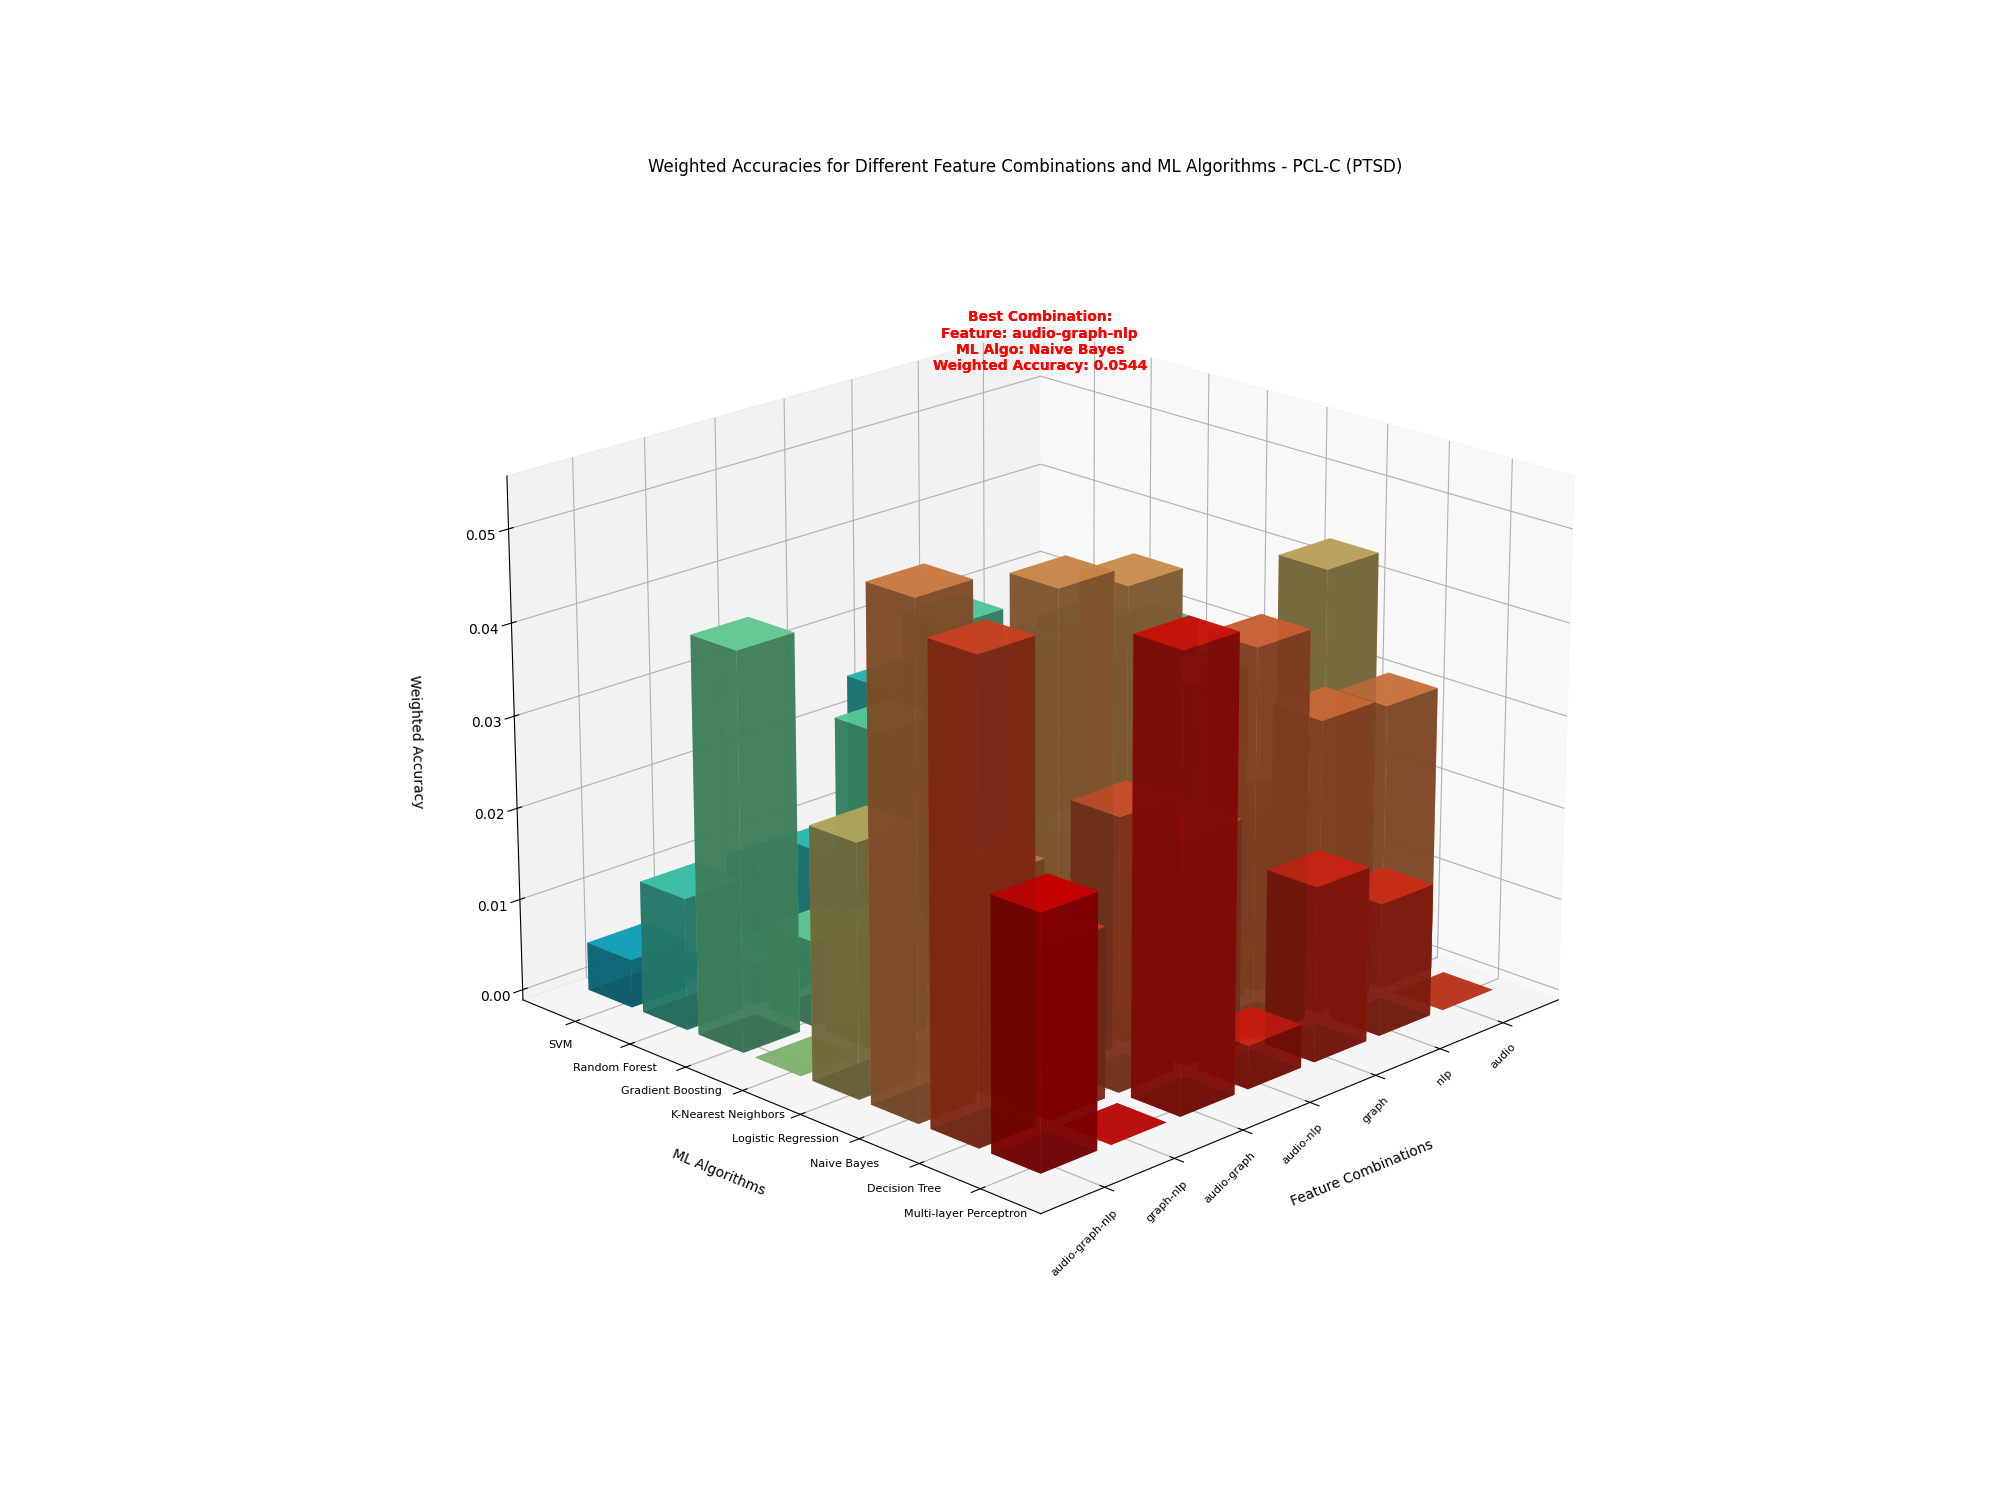 Weighted Accuracies for Different Feature Combinations and ML Algorithms - PCL-C (PTSD)
Best Combination:
Feature: audio-graph-nlp
ML Algo: Naive Bayes
Weighted Accuracy: 0.0544
0.05
0.04
0.03
0.02
0.01
0.00
Weighted Accuracy
SVM
Random Forest
Gradient Boosting
K-Nearest Neighbors
Logistic Regression
Naive Bayes
Decision Tree
Multi-layer Perceptron
ML Algorithms
audio-graph-nlp
graph-nlp
audio-graph
audio-nlp
graph
nlp
audio
Feature Combinations